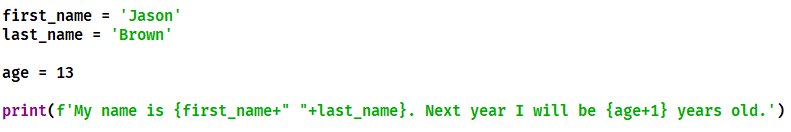 first_name = 'Jason'
last_name = 'Brown'
age = 13
print(f'My name is {first_name+" "+last_name}. Next year I will be {age+1} years old.')